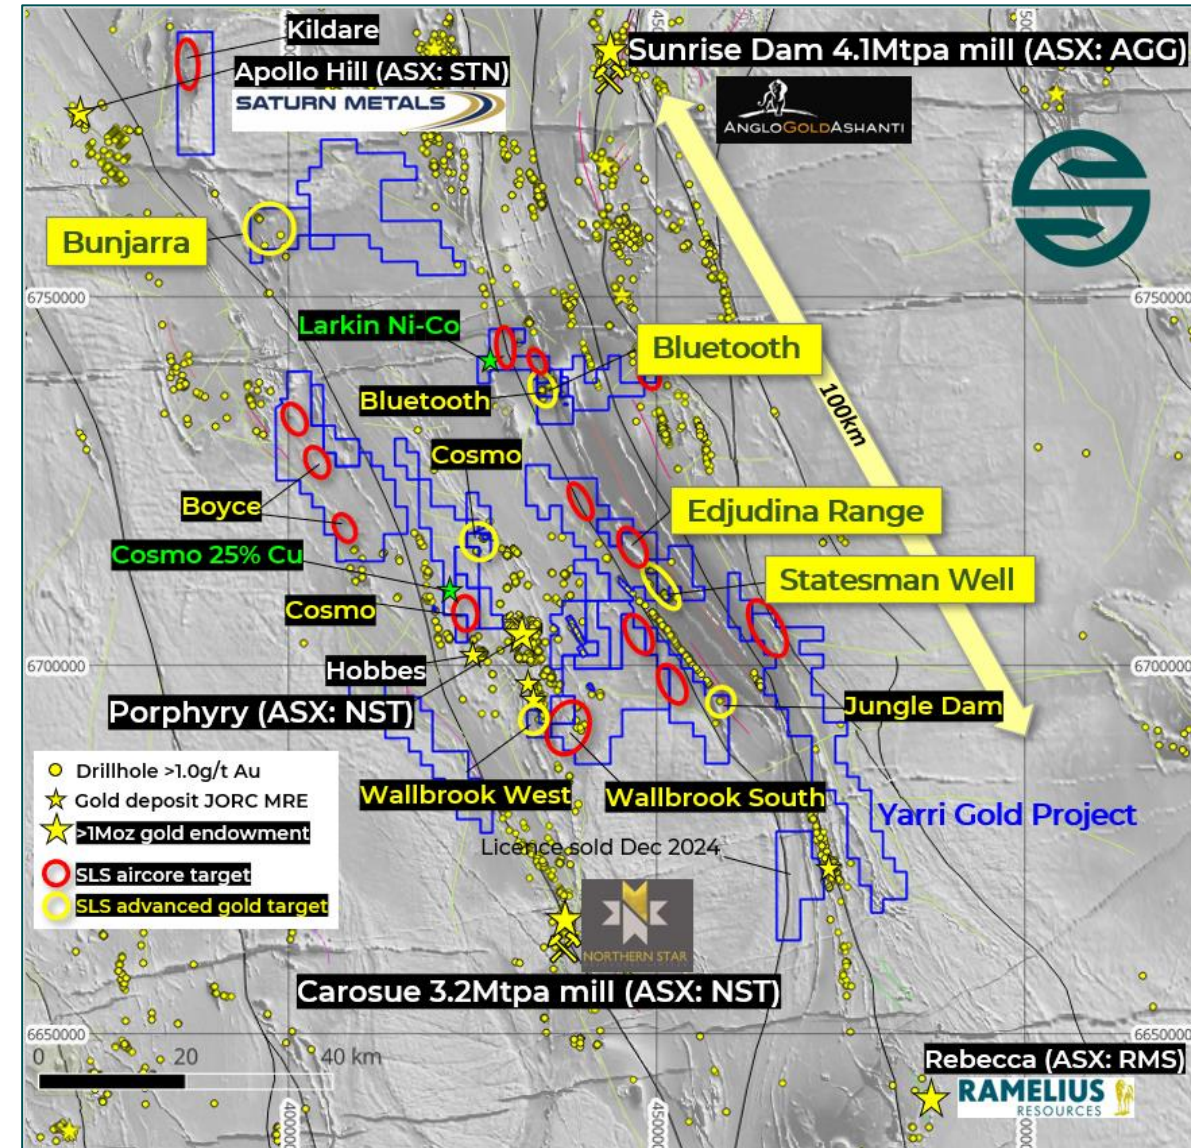 Kildare
Apollo Hill (ASX: STN)
SATURN METALS
Sunrise Dam 4.1Mtpa mill (ASX: AGG)
ANGLOGOLDASHANTI
Bunjarra
6750000
6750000
Larkin Ni-Co
Bluetooth
Bluetooth
100km
Cosmo
Boyce
Edjudina Range
Cosmo 25% Cu
Statesman Well
Cosmo
Hobbes
6700000
6700000
Porphyry (ASX: NST)
Jungle Dam
Wallbrook West
Wallbrook South
Yarri Gold Project
Drillhole >1.0g/t Au
Gold deposit JORC MRE
>1Moz gold endowment
SLS aircore target
SLS advanced gold target
Licence sold Dec 2024
NORTHERN STAR
Carosue 3.2Mtpa mill (ASX: NST)
6650000
6650000
0 20 40 km
Rebecca (ASX: RMS)
RAMELIUS
RESOURCES